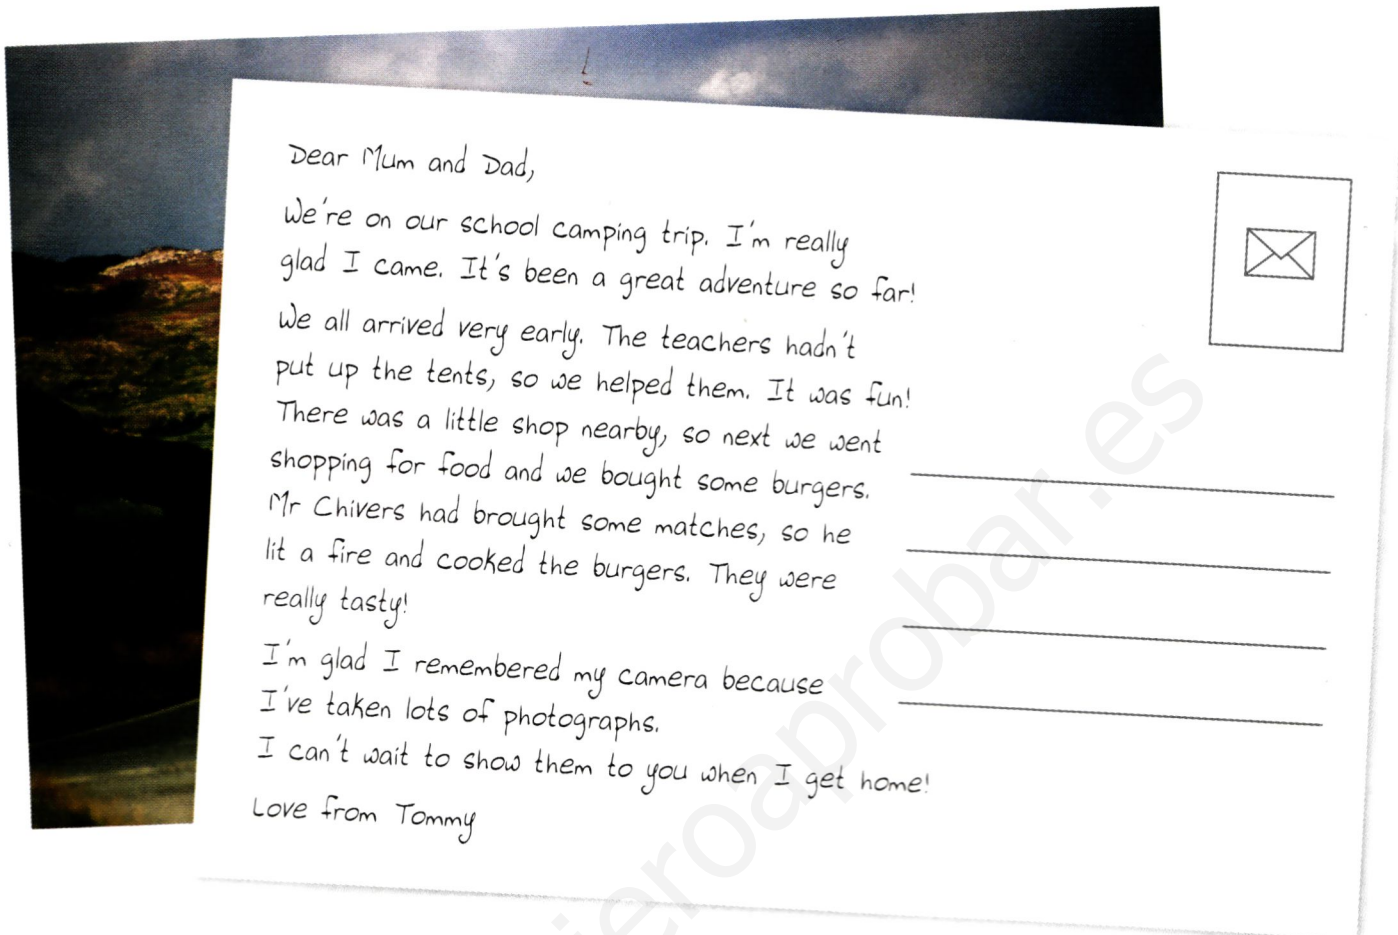 Dear Mum and Dad,
We're on our school camping trip. I'm really
glad I came. It's been a great adventure so far!
We all arrived very early. The teachers hadn't
put up the tents, so we helped them. It was fun!
There was a little shop nearby, so next we went
shopping for food and we bought some burgers.
Mr Chivers had brought some matches, so he
lit a fire and cooked the burgers. They were
really tasty!
I'm glad I remembered my camera because
I've taken lots of photographs.
I can't wait to show them to you when I get home!
Love from Tommy
ieroaprobar.es